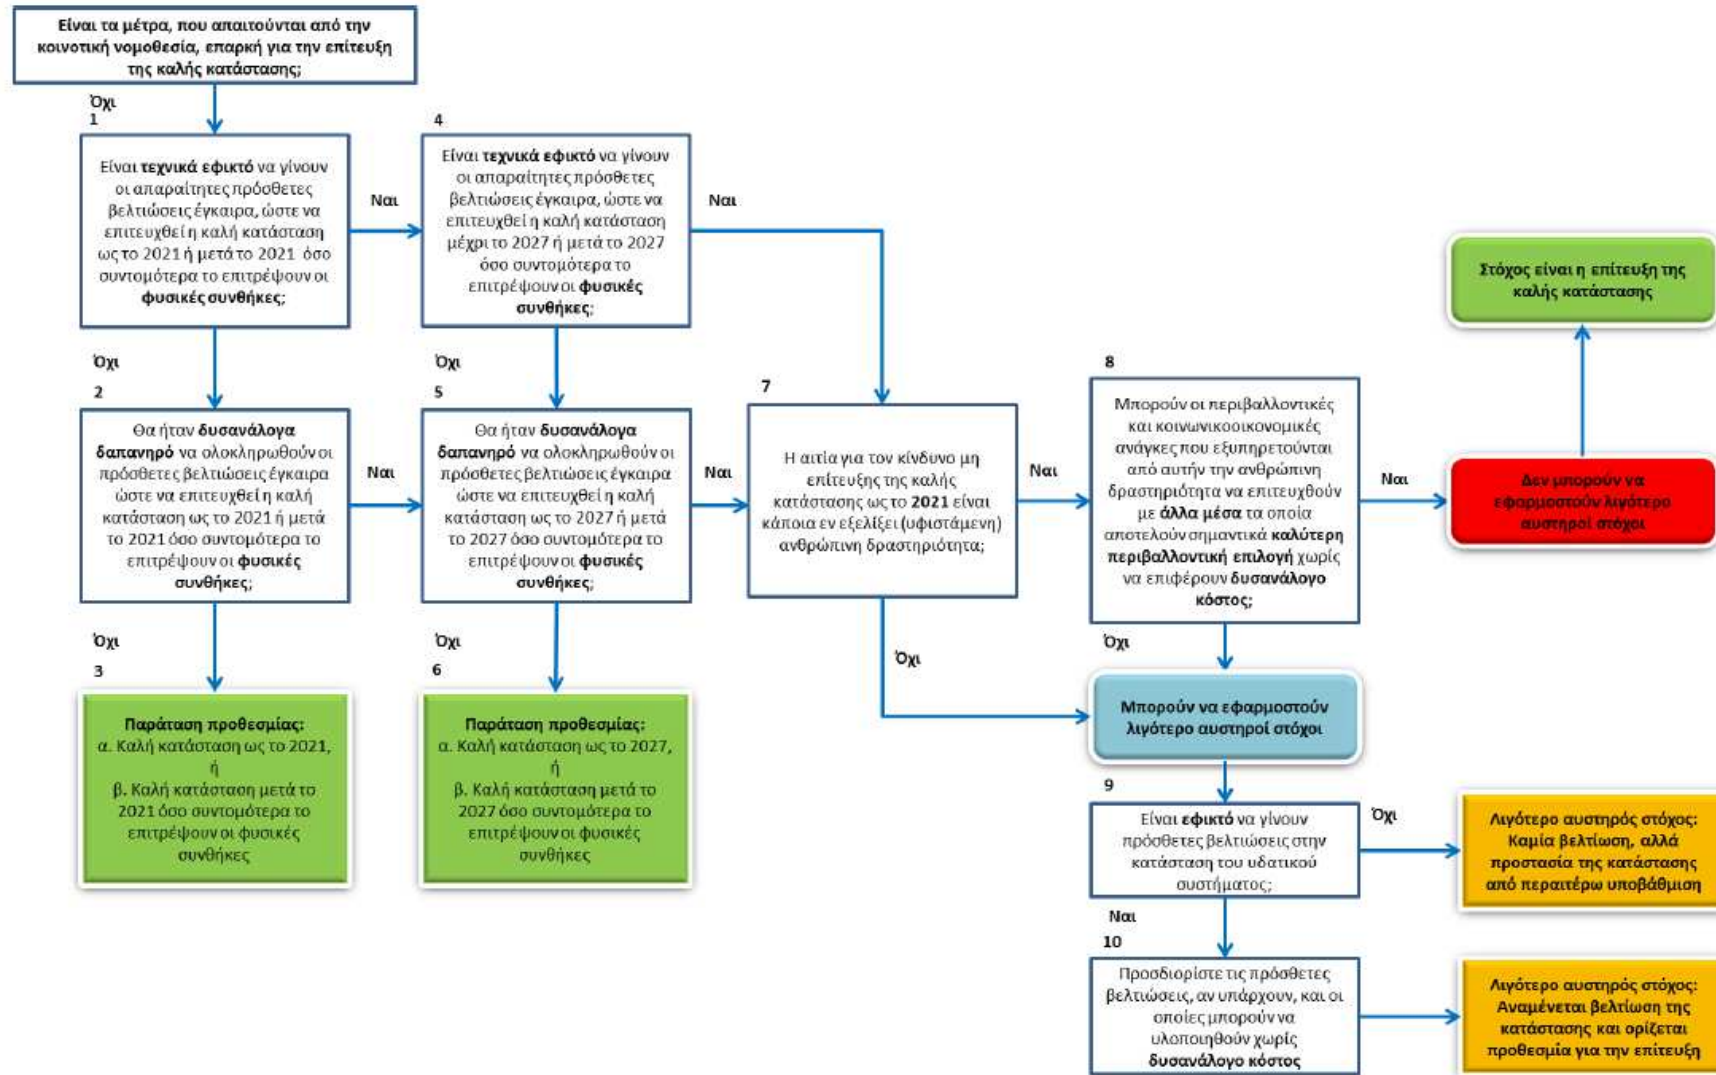 Είναι τα μέτρα, που απαιτούνται από την
κοινοτική νομοθεσία, επαρκή για την επίτευξη
της καλής κατάστασης;
Όχι
1
Είναι τεχνικά εφικτό να γίνουν
οι απαραίτητες πρόσθετες
βελτιώσεις έγκαιρα, ώστε να
επιτευχθεί η καλή κατάσταση
ως το 2021 ή μετά το 2021 όσο
συντομότερα το επιτρέψουν οι
φυσικές συνθήκες;
Ναι
4
Είναι τεχνικά εφικτό να γίνουν
οι απαραίτητες πρόσθετες
βελτιώσεις έγκαιρα, ώστε να
επιτευχθεί η καλή κατάσταση
μέχρι το 2027 ή μετά το 2027
όσο συντομότερα το
επιτρέψουν οι φυσικές
συνθήκες;
Ναι
Όχι
2
Θα ήταν δυσανάλογα
δαπανηρό να ολοκληρωθούν οι
πρόσθετες βελτιώσεις έγκαιρα
ώστε να επιτευχθεί η καλή
κατάσταση ως το 2021 ή μετά
το 2021 όσο συντομότερα το
επιτρέψουν οι φυσικές
συνθήκες;
Ναι
Όχι
5
Θα ήταν δυσανάλογα
δαπανηρό να ολοκληρωθούν οι
πρόσθετες βελτιώσεις έγκαιρα
ώστε να επιτευχθεί η καλή
κατάσταση ως το 2027 ή μετά
το 2027 όσο συντομότερα το
επιτρέψουν οι φυσικές
συνθήκες;
Ναι
Όχι
3
Παράταση προθεσμίας:
α. Καλή κατάσταση ως το 2021,
ή
β. Καλή κατάσταση μετά το
2021 όσο συντομότερα το
επιτρέψουν οι φυσικές
συνθήκες
Όχι
6
Παράταση προθεσμίας:
α. Καλή κατάσταση ως το 2027,
ή
β. Καλή κατάσταση μετά το
2027 όσο συντομότερα το
επιτρέψουν οι φυσικές
συνθήκες
7
Η αιτία για τον κίνδυνο μη
επίτευξης της καλής
κατάστασης ως το 2021 είναι
κάποια εν εξελίξει (υφιστάμενη)
ανθρώπινη δραστηριότητα;
Ναι
Όχι
8
Μπορούν οι περιβαλλοντικές
και κοινωνικοοικονομικές
ανάγκες που εξυπηρετούνται
από αυτήν την ανθρώπινη
δραστηριότητα να επιτευχθούν
με άλλα μέσα τα οποία
αποτελούν σημαντικά καλύτερη
περιβαλλοντική επιλογή χωρίς
να επιφέρουν δυσανάλογο
κόστος;
Ναι
Δεν μπορούν να
εφαρμοστούν λιγότερο
αυστηροί στόχοι
Στόχος είναι η επίτευξη της
καλής κατάστασης
Όχι
Μπορούν να εφαρμοστούν
λιγότερο αυστηροί στόχοι
9
Είναι εφικτό να γίνουν
πρόσθετες βελτιώσεις στην
κατάσταση του υδατικού
συστήματος;
Όχι
Λιγότερο αυστηρός στόχος:
Καμία βελτίωση, αλλά
προστασία της κατάστασης
από περαιτέρω υποβάθμιση
Ναι
10
Προσδιορίστε τις πρόσθετες
βελτιώσεις, αν υπάρχουν, και οι
οποίες μπορούν να
υλοποιηθούν χωρίς
δυσανάλογο κόστος
Λιγότερο αυστηρός στόχος:
Αναμένεται βελτίωση της
κατάστασης και ορίζεται
προθεσμία για την επίτευξη